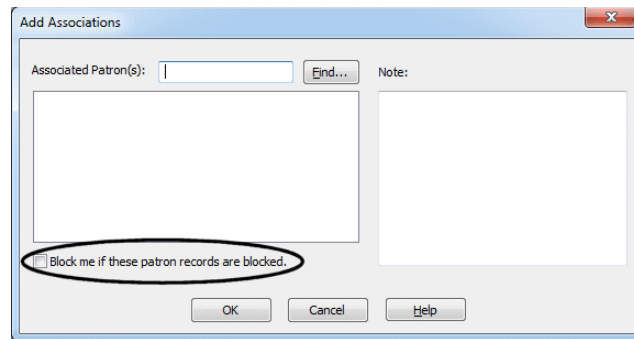 Add Associations
Associated Patron(s):
Find...
Note:
Block me if these patron records are blocked.
OK
Cancel
Help